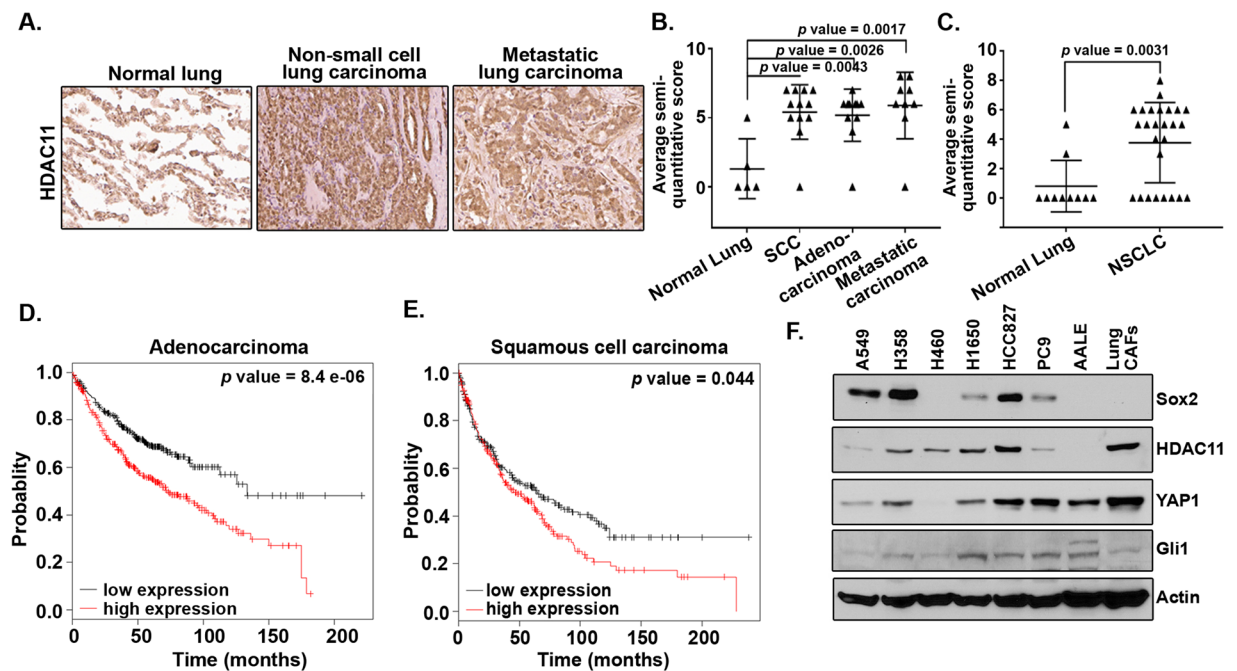 A.
Normal lung
Non-small cell
lung carcinoma
Metastatic
lung carcinoma
HDAC11
B.
p value = 0.0017
p value = 0.0026
p value = 0.0043
Average semi-
quantitative score
10
5
0
Normal Lung
SCC
Adeno-
carcinoma
Metastatic
carcinoma
C.
p value = 0.0031
Average semi-
quantitative score
10
8
6
4
2
0
Normal Lung
NSCLC
D.
Adenocarcinoma
p value = 8.4 e-06
Probablity
1.0
0.8
0.6
0.4
0.2
0.0
low expression
high expression
0 50 100 150 200
Time (months)
E.
Squamous cell carcinoma
p value = 0.044
Probablity
1.0
0.8
0.6
0.4
0.2
0.0
low expression
high expression
0 50 100 150 200
Time (months)
F.
A549
H358
H460
H1650
HCC827
PC9
AALE
Lung
CAFs
Sox2
HDAC11
YAP1
Gli1
Actin